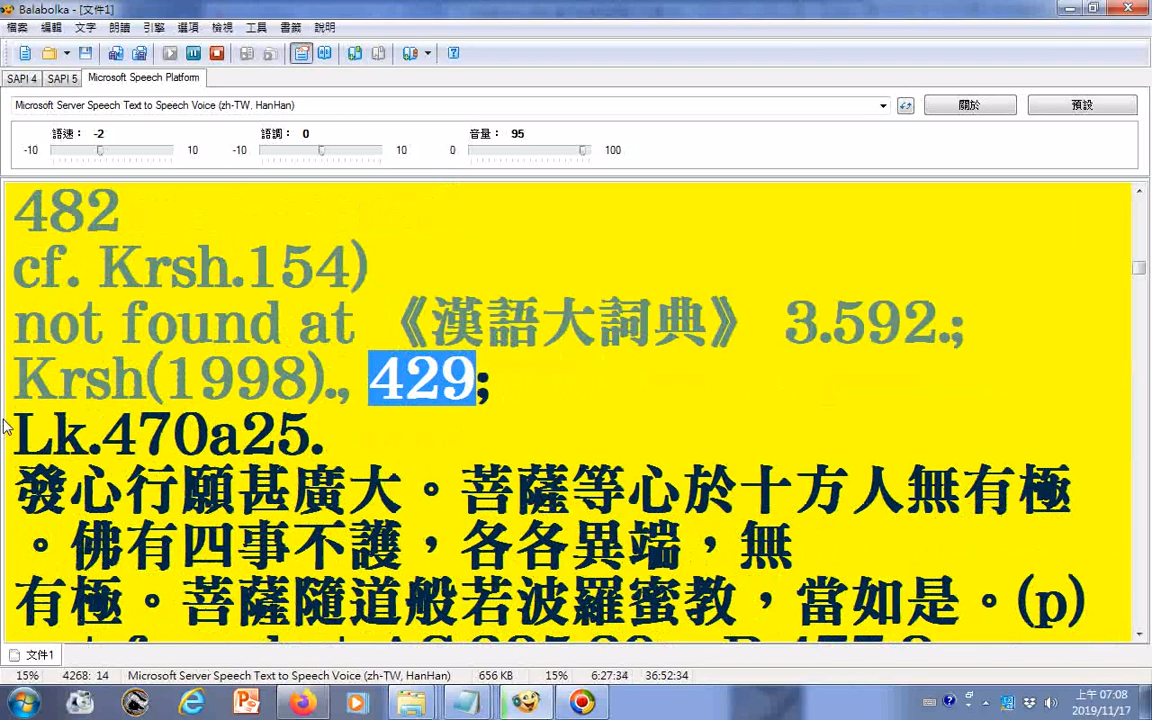 Balabolka - [文件1]
檔案 編輯 文字 朗讀 引擎 選項 檢視 工具 書籤 說明
SAPI 4 SAPI 5 Microsoft Speech Platform
Microsoft Server Speech Text to Speech Voice (zh-TW, HanHan) 關於 預設
語速： -2 語調： 0 音量： 95
-10 10 -10 10 0 100
482
cf. Krsh.154)
not found at 《漢語大詞典》 3.592.;
Krsh(1998)., 429;
Lk.470a25.
發心行願甚廣大。菩薩等心於十方人無有極
。佛有四事不護，各各異端，無
有極。菩薩隨道般若波羅蜜教，當如是。(p)
文件1
15% 4268: 14 Microsoft Server Speech Text to Speech Voice (zh-TW, HanHan) 656 KB 15% 6:27:34 36:52:34
上午 07:08
2019/11/17